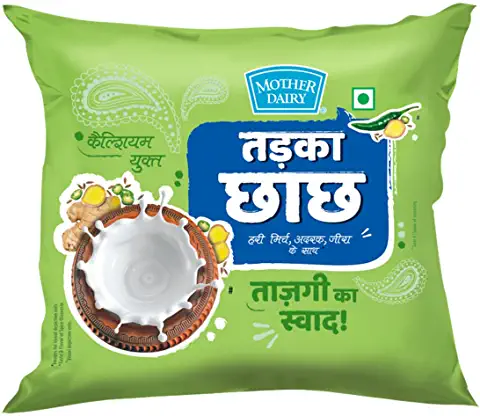 MOTHER
DAIRY
तड़का
छाछ
हरी मिर्च, अदरक, जीरा
के साथ
कैल्शियम
युक्त
ताज़गी का
स्वाद!